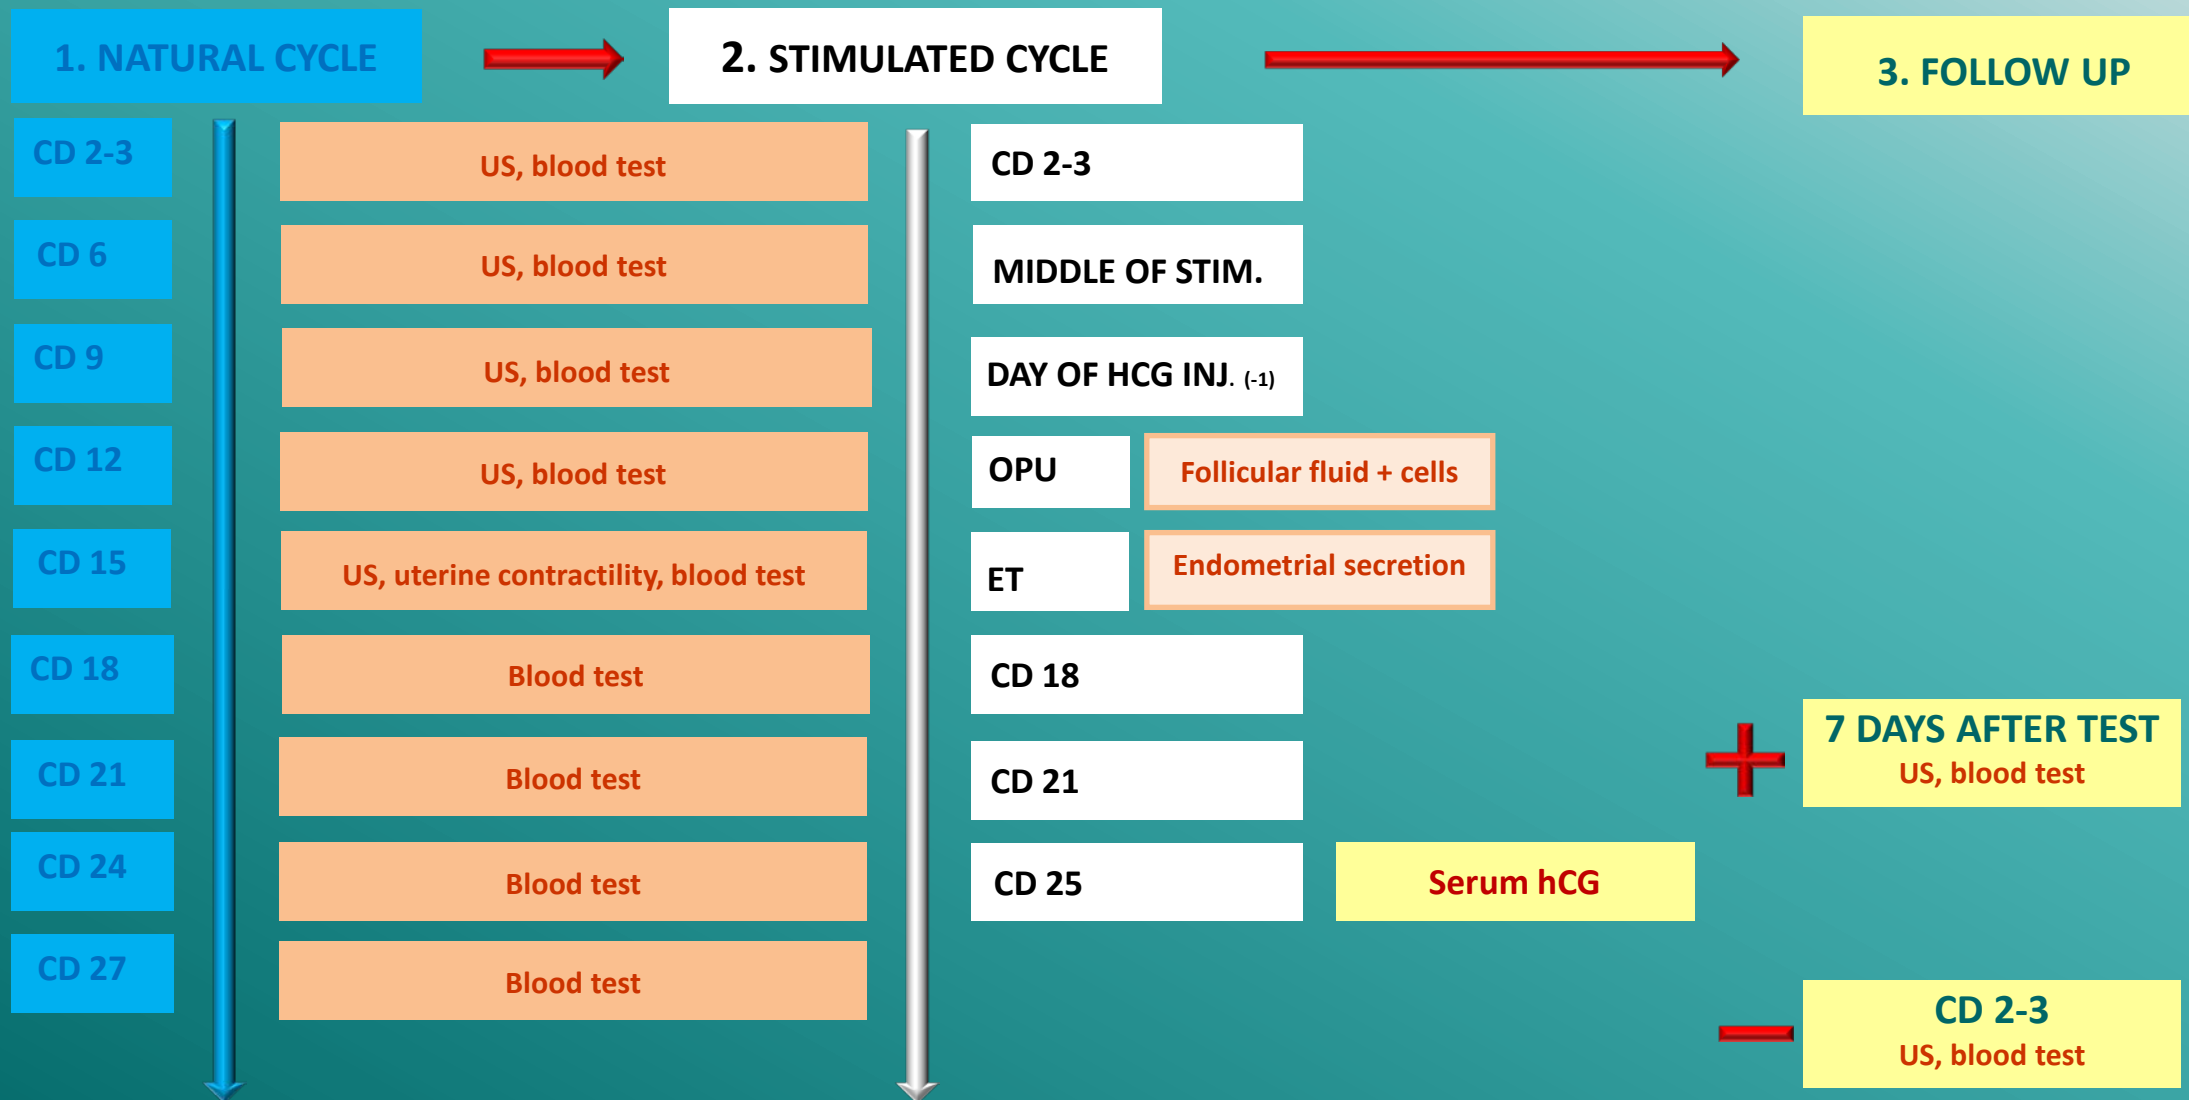 1. NATURAL CYCLE
2. STIMULATED CYCLE
3. FOLLOW UP
CD 2-3
US, blood test
CD 2-3
CD 6
US, blood test
MIDDLE OF STIM.
CD 9
US, blood test
DAY OF HCG INJ. (-1)
CD 12
US, blood test
OPU
Follicular fluid + cells
CD 15
US, uterine contractility, blood test
ET
Endometrial secretion
CD 18
Blood test
CD 18
CD 21
Blood test
CD 21
7 DAYS AFTER TEST
US, blood test
CD 24
Blood test
CD 25
Serum hCG
CD 27
Blood test
CD 2-3
US, blood test